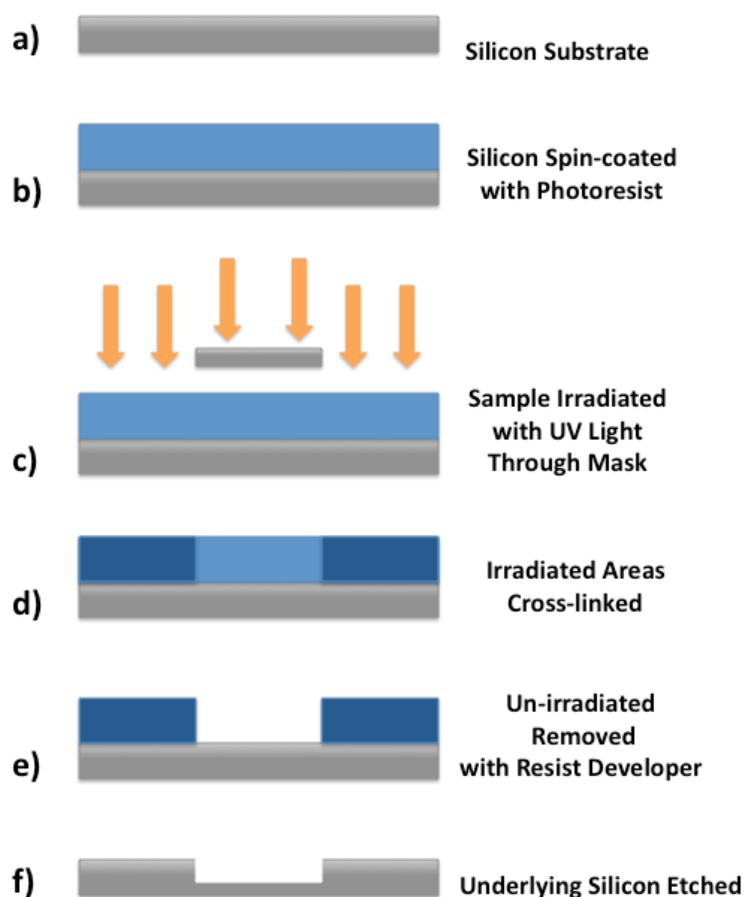 a)
Silicon Substrate
b)
Silicon Spin-coated
with Photoresist
c)
Sample Irradiated
with UV Light
Through Mask
d)
Irradiated Areas
Cross-linked
e)
Un-irradiated
Removed
with Resist Developer
f)
Underlying Silicon Etched